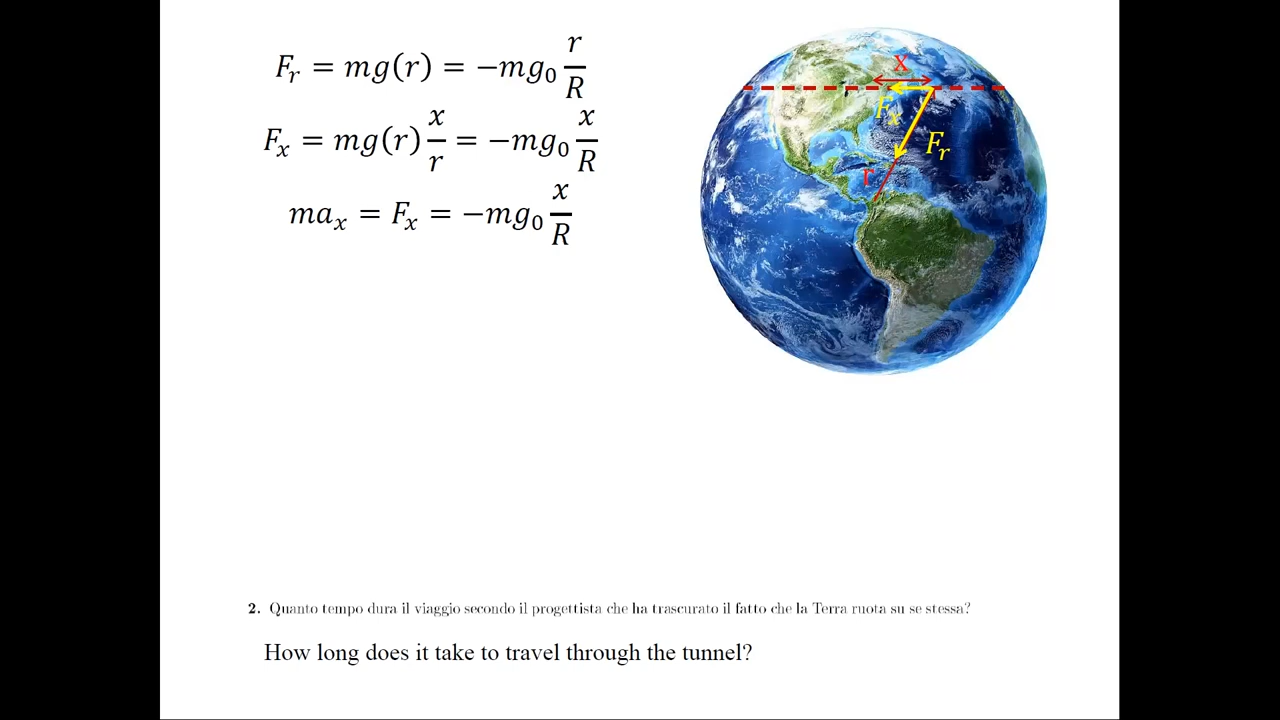 F_r = mg(r) = −mg_0 r/R
F_x = mg(r) x/r = −mg_0 x/R
ma_x = F_x = −mg_0 x/R
x
F_x
F_r
r
2. Quanto tempo dura il viaggio secondo il progettista che ha trascurato il fatto che la Terra ruota su se stessa?
How long does it take to travel through the tunnel?